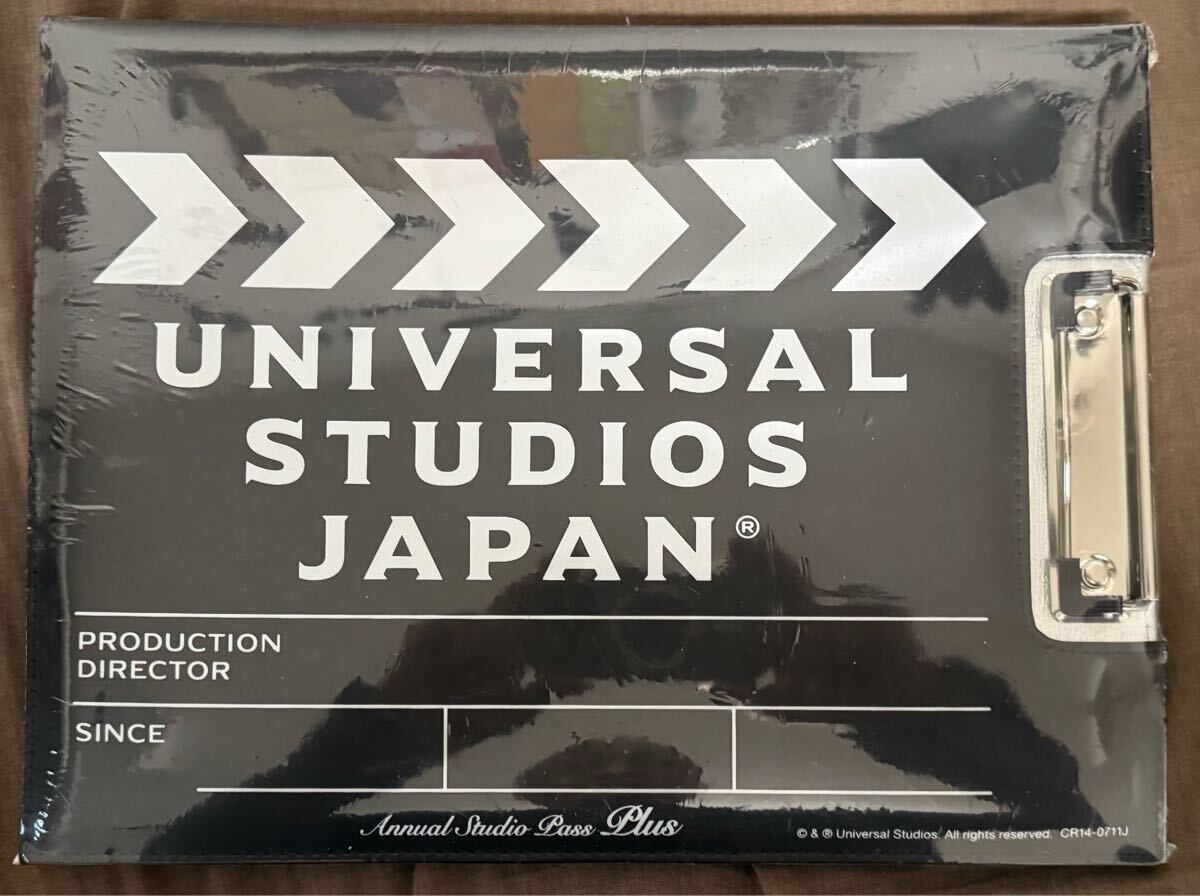 UNIVERSAL
STUDIOS
JAPAN®
PRODUCTION
DIRECTOR
SINCE
Annual Studio Pass Plus
© & ® Universal Studios. All rights reserved. CR14-0711J